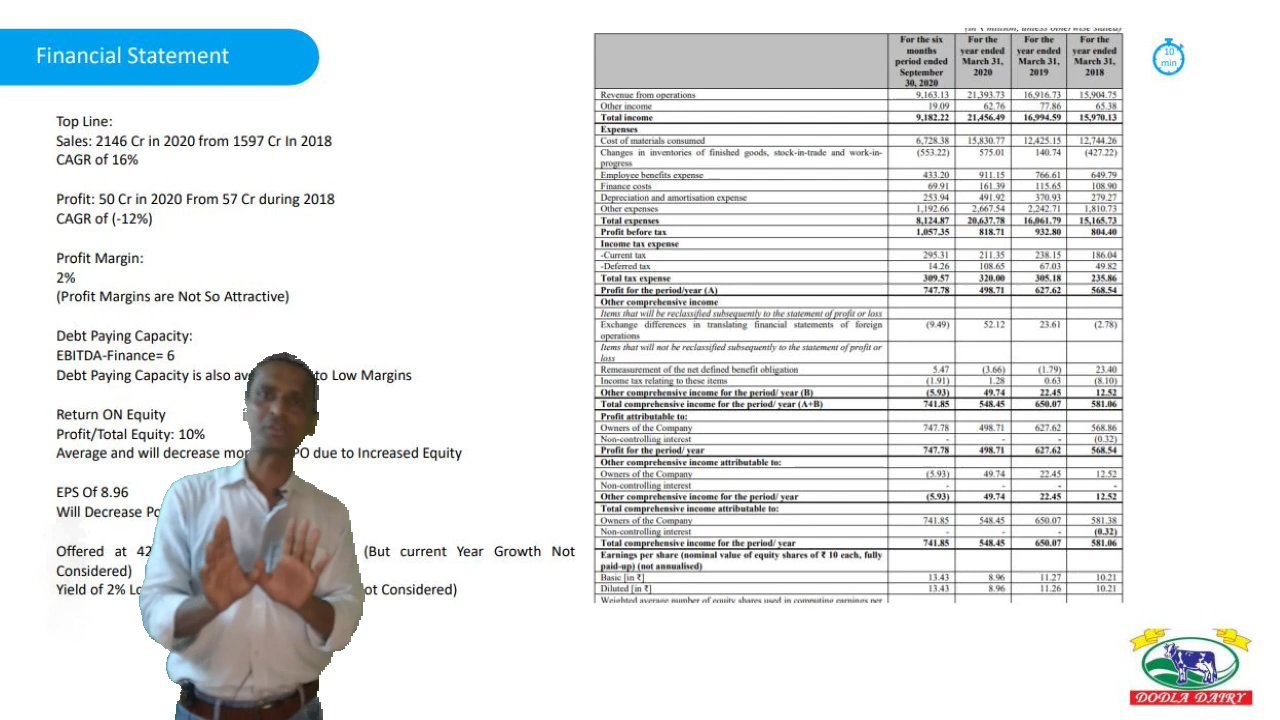 Financial Statement
10
min
Top Line:
Sales: 2146 Cr in 2020 from 1597 Cr In 2018
CAGR of 16%
Profit: 50 Cr in 2020 From 57 Cr during 2018
CAGR of (-12%)
Profit Margin:
2%
(Profit Margins are Not So Attractive)
Debt Paying Capacity:
EBITDA-Finance= 6
Debt Paying Capacity is also to Low Margins
Return ON Equity
Profit/Total Equity: 10%
Average and will decrease due to Increased Equity
EPS Of 8.96
Will Decrease
Offered at (But current Year Growth Not
Considered)
Yield of 2% Considered)
(in ₹ million, unless otherwise stated)
For the six months period ended September 30, 2020 For the year ended March 31, 2020 For the year ended March 31, 2019 For the year ended March 31, 2018
Revenue from operations 9,163.13 21,393.73 16,916.73 15,904.75
Other income 19.09 62.76 77.86 65.38
Total income 9,182.22 21,456.49 16,994.59 15,970.13
Expenses
Cost of materials consumed 6,728.38 15,830.77 12,425.15 12,744.26
Changes in inventories of finished goods, stock-in-trade and work-in- (553.22) 575.01 140.74 (427.22)
progress
Employee benefits expense 433.20 911.15 766.61 649.79
Finance costs 69.91 161.39 115.65 108.90
Depreciation and amortisation expense 253.94 491.92 370.93 279.27
Other expenses 1,192.66 2,667.54 2,242.71 1,810.73
Total expenses 8,124.87 20,637.78 16,061.79 15,165.73
Profit before tax 1,057.35 818.71 932.80 804.40
Income tax expense
-Current tax 295.31 211.35 238.15 186.04
-Deferred tax 14.26 108.65 67.03 49.82
Total tax expense 309.57 320.00 305.18 235.86
Profit for the period/year (A) 747.78 498.71 627.62 568.54
Other comprehensive income
Items that will be reclassified subsequently to the statement of profit or loss
Exchange differences in translating financial statements of foreign (9.49) 52.12 23.61 (2.78)
operations
Items that will not be reclassified subsequently to the statement of profit or
loss
Remeasurement of the net defined benefit obligation 5.47 (3.66) (1.79) 23.40
Income tax relating to these items (1.91) 1.28 0.63 (8.10)
Other comprehensive income for the period/ year (B) (5.93) 49.74 22.45 12.52
Total comprehensive income for the period/ year (A+B) 741.85 548.45 650.07 581.06
Profit attributable to:
Owners of the Company 747.78 498.71 627.62 568.86
Non-controlling interest - - - (0.32)
Profit for the period/ year 747.78 498.71 627.62 568.54
Other comprehensive income attributable to:
Owners of the Company (5.93) 49.74 22.45 12.52
Non-controlling interest - - - -
Other comprehensive income for the period/ year (5.93) 49.74 22.45 12.52
Total comprehensive income attributable to:
Owners of the Company 741.85 548.45 650.07 581.38
Non-controlling interest - - - (0.32)
Total comprehensive income for the period/ year 741.85 548.45 650.07 581.06
Earnings per share (nominal value of equity shares of ₹ 10 each, fully
paid-up) (not annualised)
Basic [in ₹] 13.43 8.96 11.27 10.21
Diluted [in ₹] 13.43 8.96 11.26 10.21
Weighted average number of equity shares used in computing earnings per
DODLA DAIRY